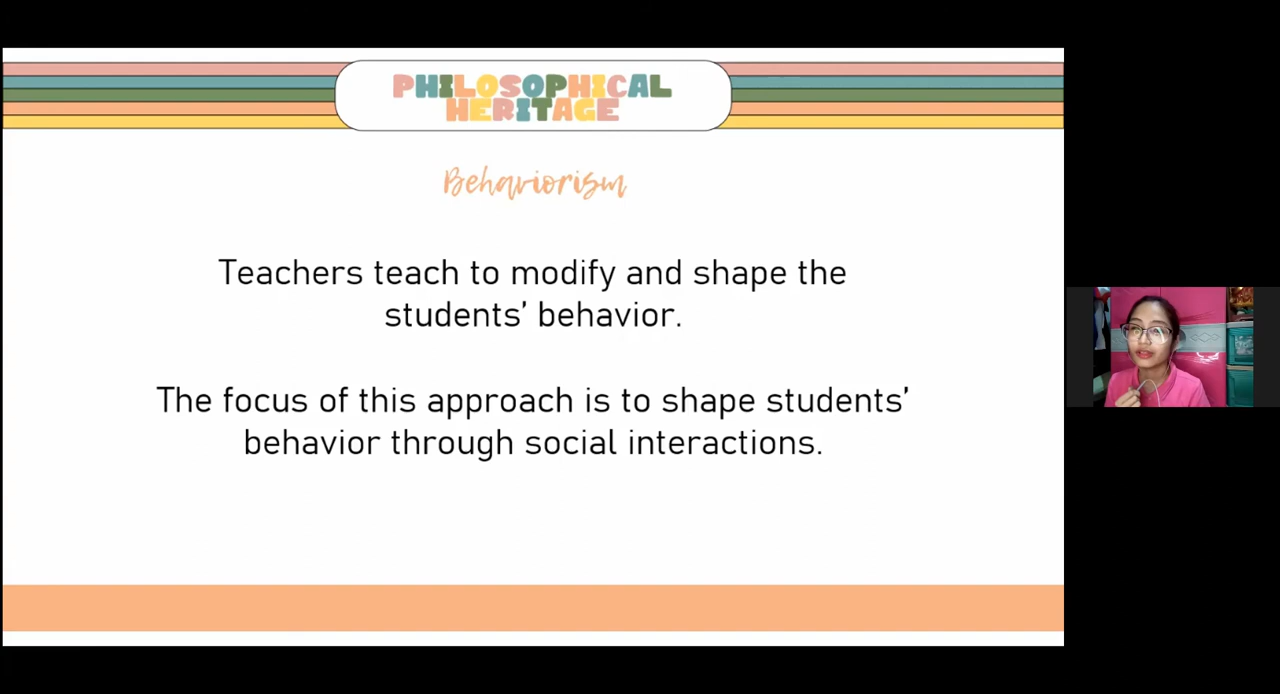 PHILOSOPHICAL
HERITAGE
Behaviorism
Teachers teach to modify and shape the
students’ behavior.
The focus of this approach is to shape students’
behavior through social interactions.